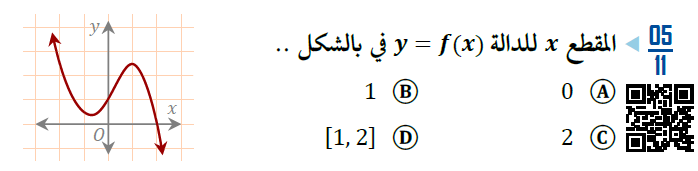 05
11
المقطع x للدالة y = f(x) في بالشكل ..
A 0
B 1
C 2
D [1, 2]
y
x
O